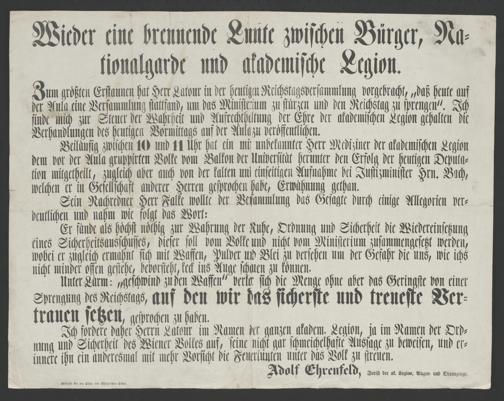 Wieder eine brennende Lunte zwischen Bürger, Na-
tionalgarde und akademische Legion.
Zum größten Erstaunen hat Herr Latour in der heutigen Reichstagsversammlung vorgebracht, „daß heute auf
der Aula eine Versammlung stattfand, um das Ministerium zu stürzen und den Reichstag zu sprengen". Ich
finde mich zur Steuer der Wahrheit und Aufrechthaltung der Ehre der akademischen Legion gehalten die
Verhandlungen des heutigen Vormittags auf der Aula zu veröffentlichen.
Beiläufig zwischen 10 und 11 Uhr hat ein mir unbekannter Herr Mediziner der akademischen Legion
dem vor der Aula gruppirten Volke vom Balkon der Universität herunter den Erfolg der heutigen Deputa-
tion mitgetheilt, zugleich aber auch von der kalten und einseitigen Aufnahme bei Justizminister Hrn. Bach,
welchen er in Gesellschaft anderer Herren gesprochen habe, Erwähnung gethan.
Sein Nachredner Herr Falke wollte der Versammlung das Gesagte durch einige Allegorien ver-
deutlichen und nahm wie folgt das Wort:
Er fände als höchst nöthig zur Wahrung der Ruhe, Ordnung und Sicherheit die Wiedereinsetzung
eines Sicherheitsausschusses, dieser soll vom Volke und nicht vom Ministerium zusammengesetzt werden,
wobei er zugleich ermahnt sich mit Waffen, Pulver und Blei zu versehen um der Gefahr die uns, wie ichs
nicht minder offen gestehe, bevorsteht, keck ins Auge schauen zu können.
Unter Lärm: „geschwind zu den Waffen" verlor sich die Menge ohne aber das Geringste von einer
Sprengung des Reichstags, auf den wir das sicherste und treueste Ver-
trauen setzen, gesprochen zu haben.
Ich fordere daher Herrn Latour im Namen der ganzen akadem. Legion, ja im Namen der Ord-
nung und Sicherheit des Wiener Volkes auf, seine nicht gar schmeichelhafte Aussage zu beweisen, und er-
innere ihn ein anderesmal mit mehr Vorsicht die Feuerlunten unter das Volk zu streuen.
Adolf Ehrenfeld, Jurist der ak. Legion, Augen- und Ohrenzeuge.